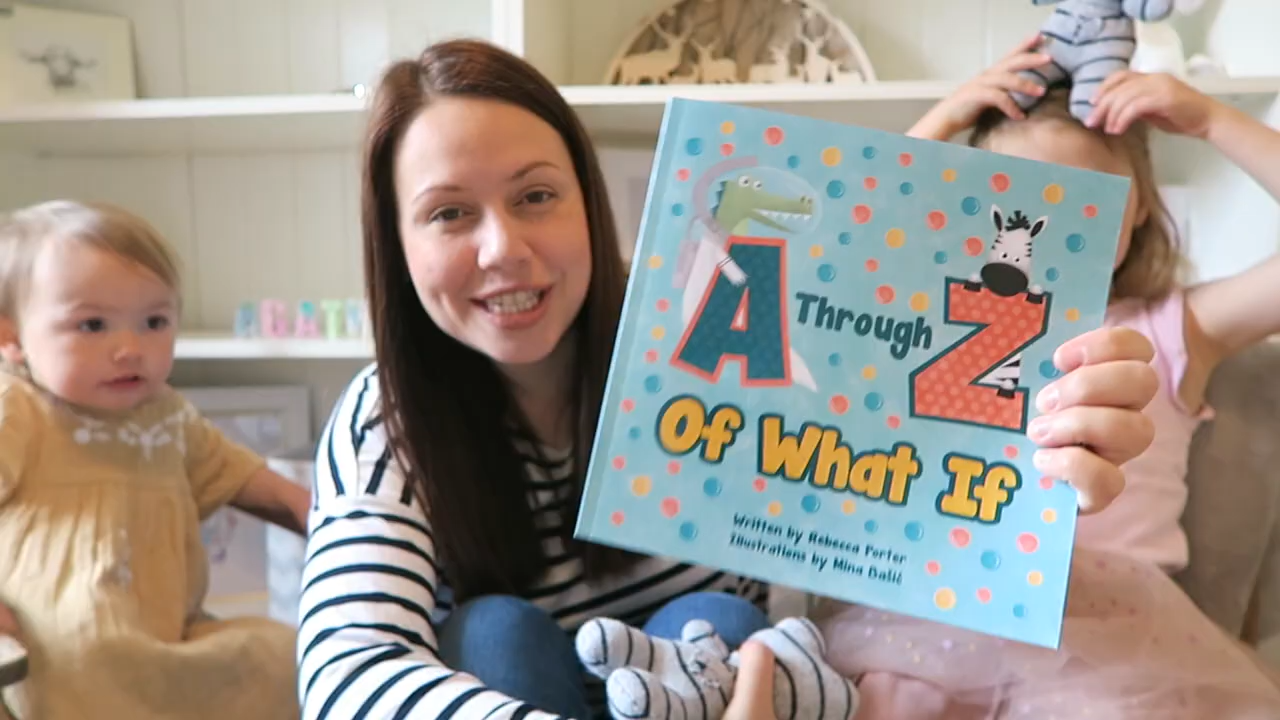 A Through Z
Of What If
Written by Rebecca Porter
Illustrations by Mina Dalić